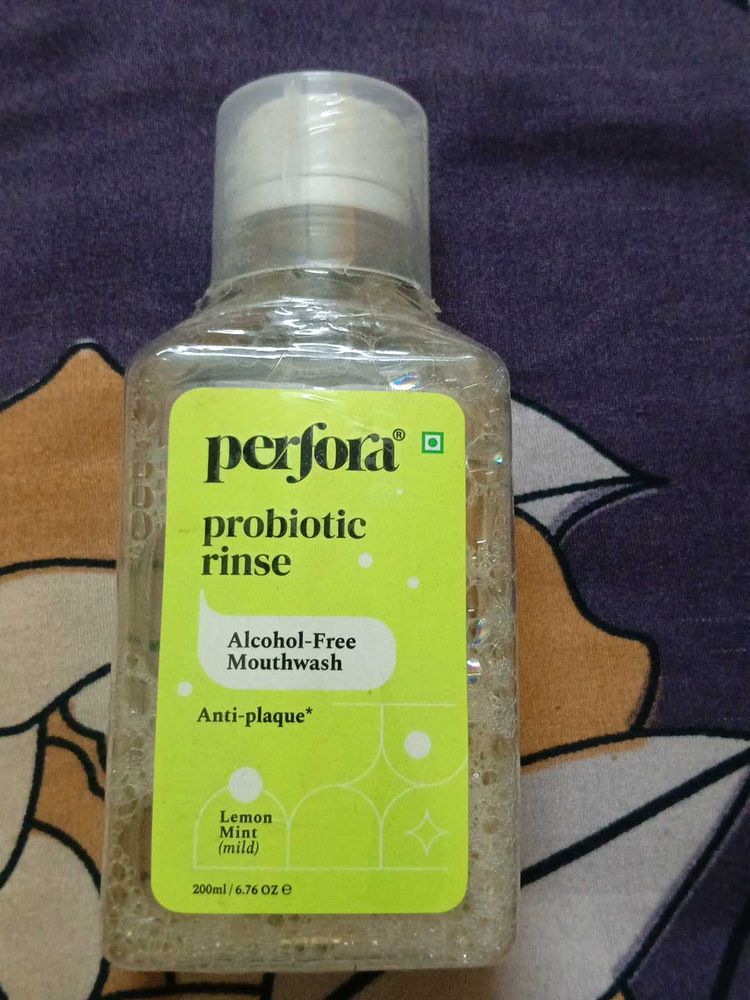 perfora®
probiotic
rinse
Alcohol-Free
Mouthwash
Anti-plaque*
Lemon
Mint
(mild)
200ml / 6.76 OZ ℮